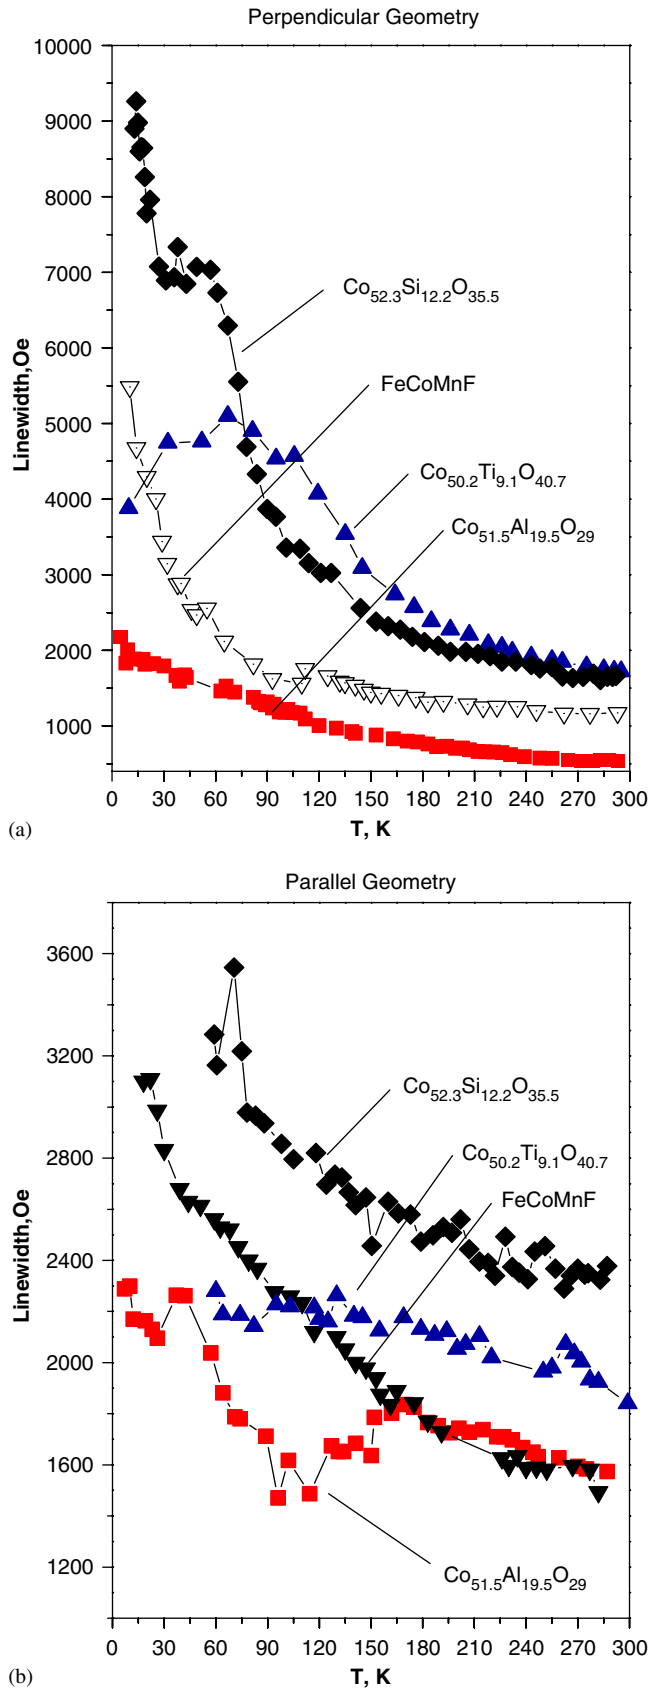 Perpendicular Geometry
10000
9000
8000
7000
6000
5000
4000
3000
2000
1000
Linewidth,Oe
Co52.3Si12.2O35.5
FeCoMnF
Co50.2Ti9.1O40.7
Co51.5Al19.5O29
0 30 60 90 120 150 180 210 240 270 300
(a)
T, K
Parallel Geometry
3600
3200
2800
2400
2000
1600
1200
Linewidth,Oe
Co52.3Si12.2O35.5
Co50.2Ti9.1O40.7
FeCoMnF
Co51.5Al19.5O29
0 30 60 90 120 150 180 210 240 270 300
(b)
T, K